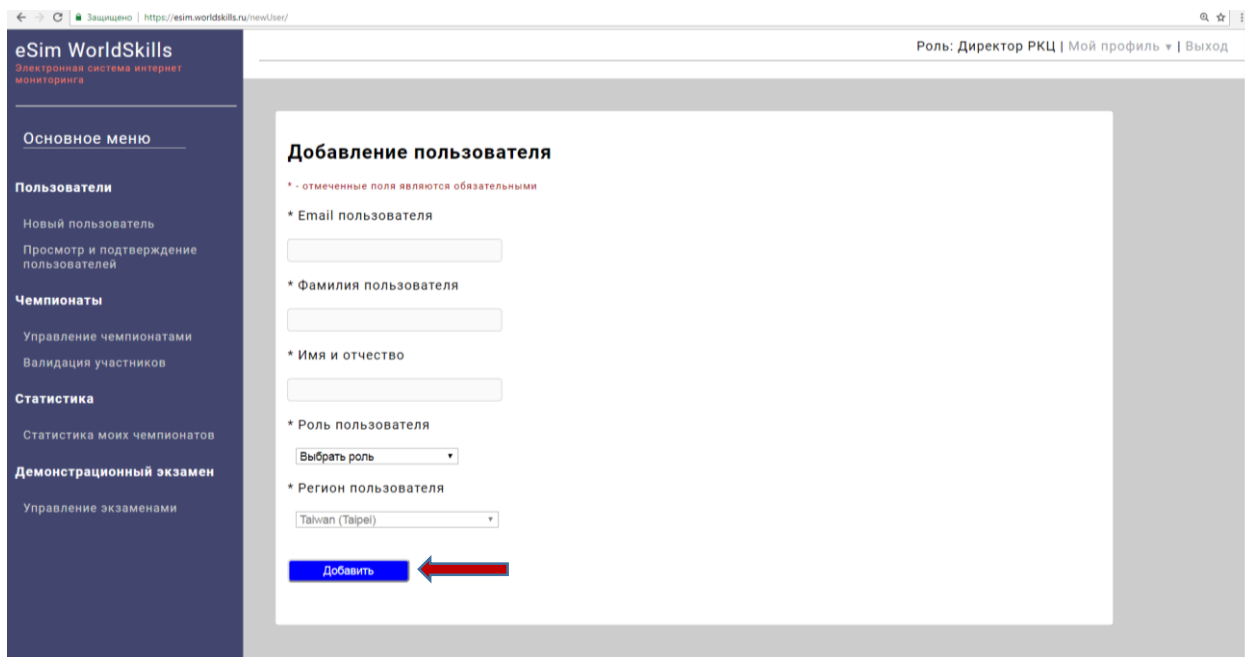 Защищено | https://esim.worldskills.ru/newUser/
eSim WorldSkills
Электронная система интернет
мониторинга
Роль: Директор РКЦ | Мой профиль ▾ | Выход
Основное меню
Пользователи
Новый пользователь
Просмотр и подтверждение
пользователей
Чемпионаты
Управление чемпионатами
Валидация участников
Статистика
Статистика моих чемпионатов
Демонстрационный экзамен
Управление экзаменами
Добавление пользователя
* - отмеченные поля являются обязательными
* Email пользователя
* Фамилия пользователя
* Имя и отчество
* Роль пользователя
Выбрать роль
* Регион пользователя
Taiwan (Taipei)
Добавить